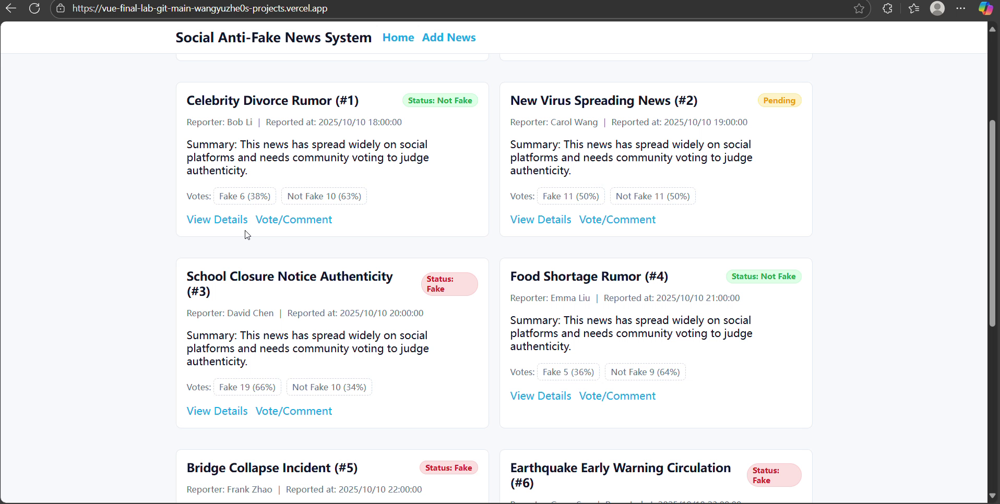 https://vue-final-lab-git-main-wangyuzhe0s-projects.vercel.app
Social Anti-Fake News System Home Add News
Celebrity Divorce Rumor (#1) Status: Not Fake
Reporter: Bob Li | Reported at: 2025/10/10 18:00:00
Summary: This news has spread widely on social
platforms and needs community voting to judge
authenticity.
Votes: Fake 6 (38%) Not Fake 10 (63%)
View Details Vote/Comment
New Virus Spreading News (#2) Pending
Reporter: Carol Wang | Reported at: 2025/10/10 19:00:00
Summary: This news has spread widely on social
platforms and needs community voting to judge
authenticity.
Votes: Fake 11 (50%) Not Fake 11 (50%)
View Details Vote/Comment
School Closure Notice Authenticity
(#3)
Status:
Fake
Reporter: David Chen | Reported at: 2025/10/10 20:00:00
Summary: This news has spread widely on social
platforms and needs community voting to judge
authenticity.
Votes: Fake 19 (66%) Not Fake 10 (34%)
View Details Vote/Comment
Food Shortage Rumor (#4) Status: Not Fake
Reporter: Emma Liu | Reported at: 2025/10/10 21:00:00
Summary: This news has spread widely on social
platforms and needs community voting to judge
authenticity.
Votes: Fake 5 (36%) Not Fake 9 (64%)
View Details Vote/Comment
Bridge Collapse Incident (#5) Status: Fake
Reporter: Frank Zhao | Reported at: 2025/10/10 22:00:00
Earthquake Early Warning Circulation
(#6)
Status:
Fake